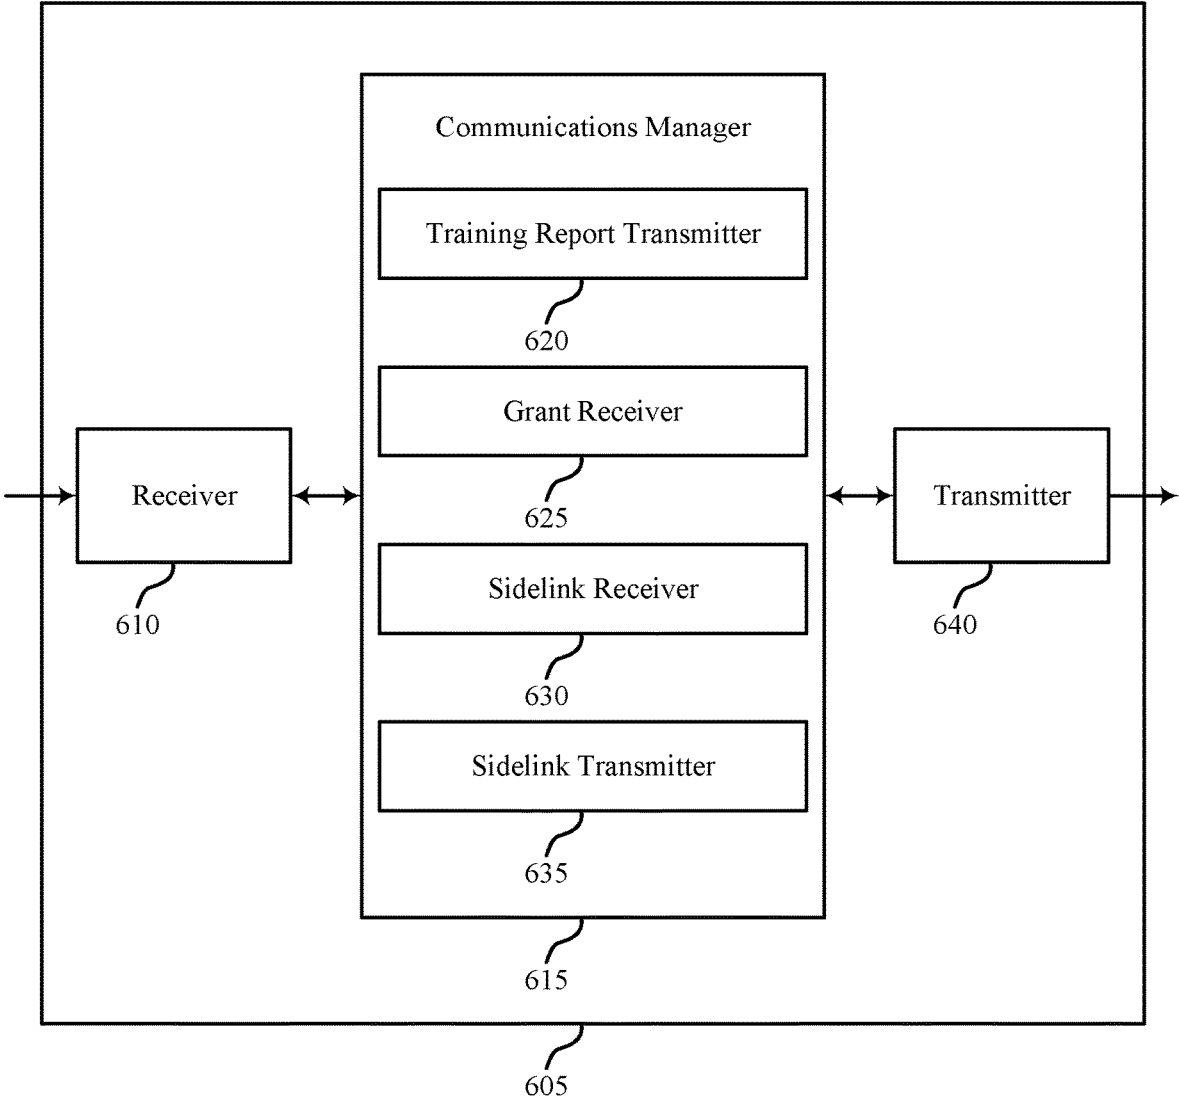 Communications Manager
Training Report Transmitter
620
Grant Receiver
625
Receiver
610
Transmitter
640
Sidelink Receiver
630
Sidelink Transmitter
635
615
605